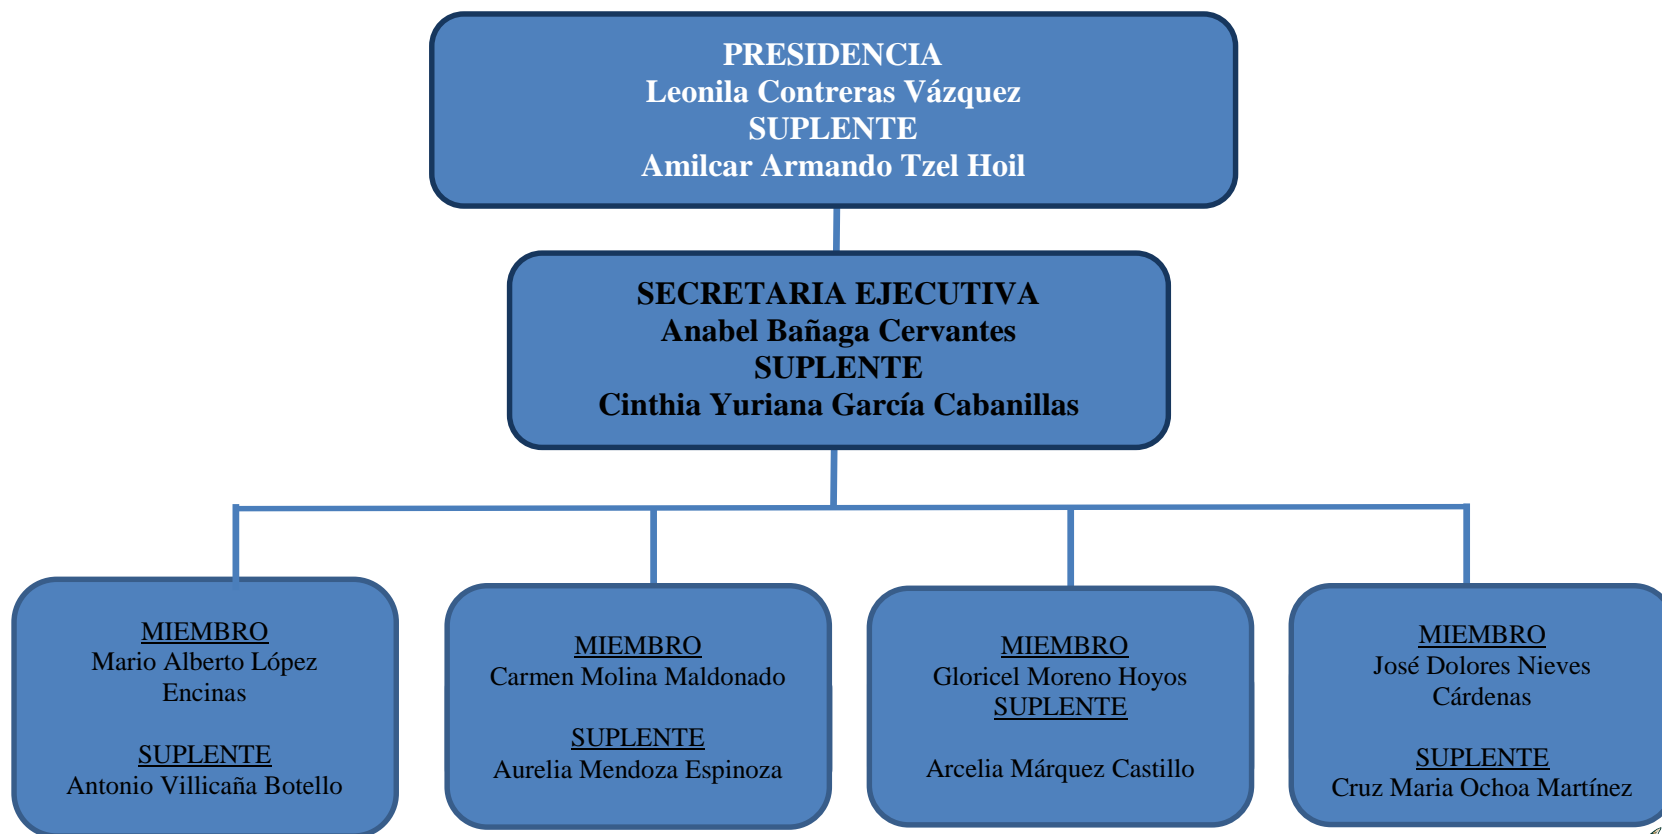 PRESIDENCIA
Leonila Contreras Vázquez
SUPLENTE
Amilcar Armando Tzel Hoil
SECRETARIA EJECUTIVA
Anabel Bañaga Cervantes
SUPLENTE
Cinthia Yuriana García Cabanillas
MIEMBRO
Mario Alberto López
Encinas
SUPLENTE
Antonio Villicaña Botello
MIEMBRO
Carmen Molina Maldonado
SUPLENTE
Aurelia Mendoza Espinoza
MIEMBRO
Gloricel Moreno Hoyos
SUPLENTE
Arcelia Márquez Castillo
MIEMBRO
José Dolores Nieves
Cárdenas
SUPLENTE
Cruz Maria Ochoa Martínez